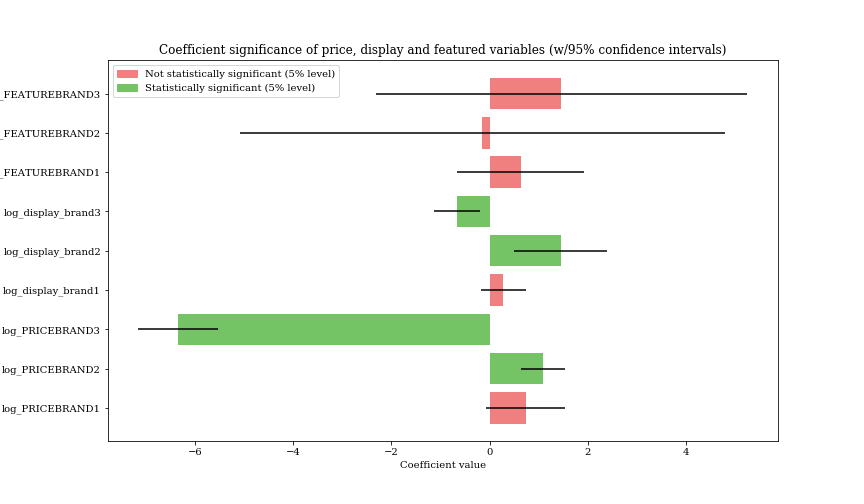 Coefficient significance of price, display and featured variables (w/95% confidence intervals)
Not statistically significant (5% level)
Statistically significant (5% level)
_FEATUREBRAND3
_FEATUREBRAND2
_FEATUREBRAND1
log_display_brand3
log_display_brand2
log_display_brand1
log_PRICEBRAND3
log_PRICEBRAND2
log_PRICEBRAND1
−6 −4 −2 0 2 4
Coefficient value